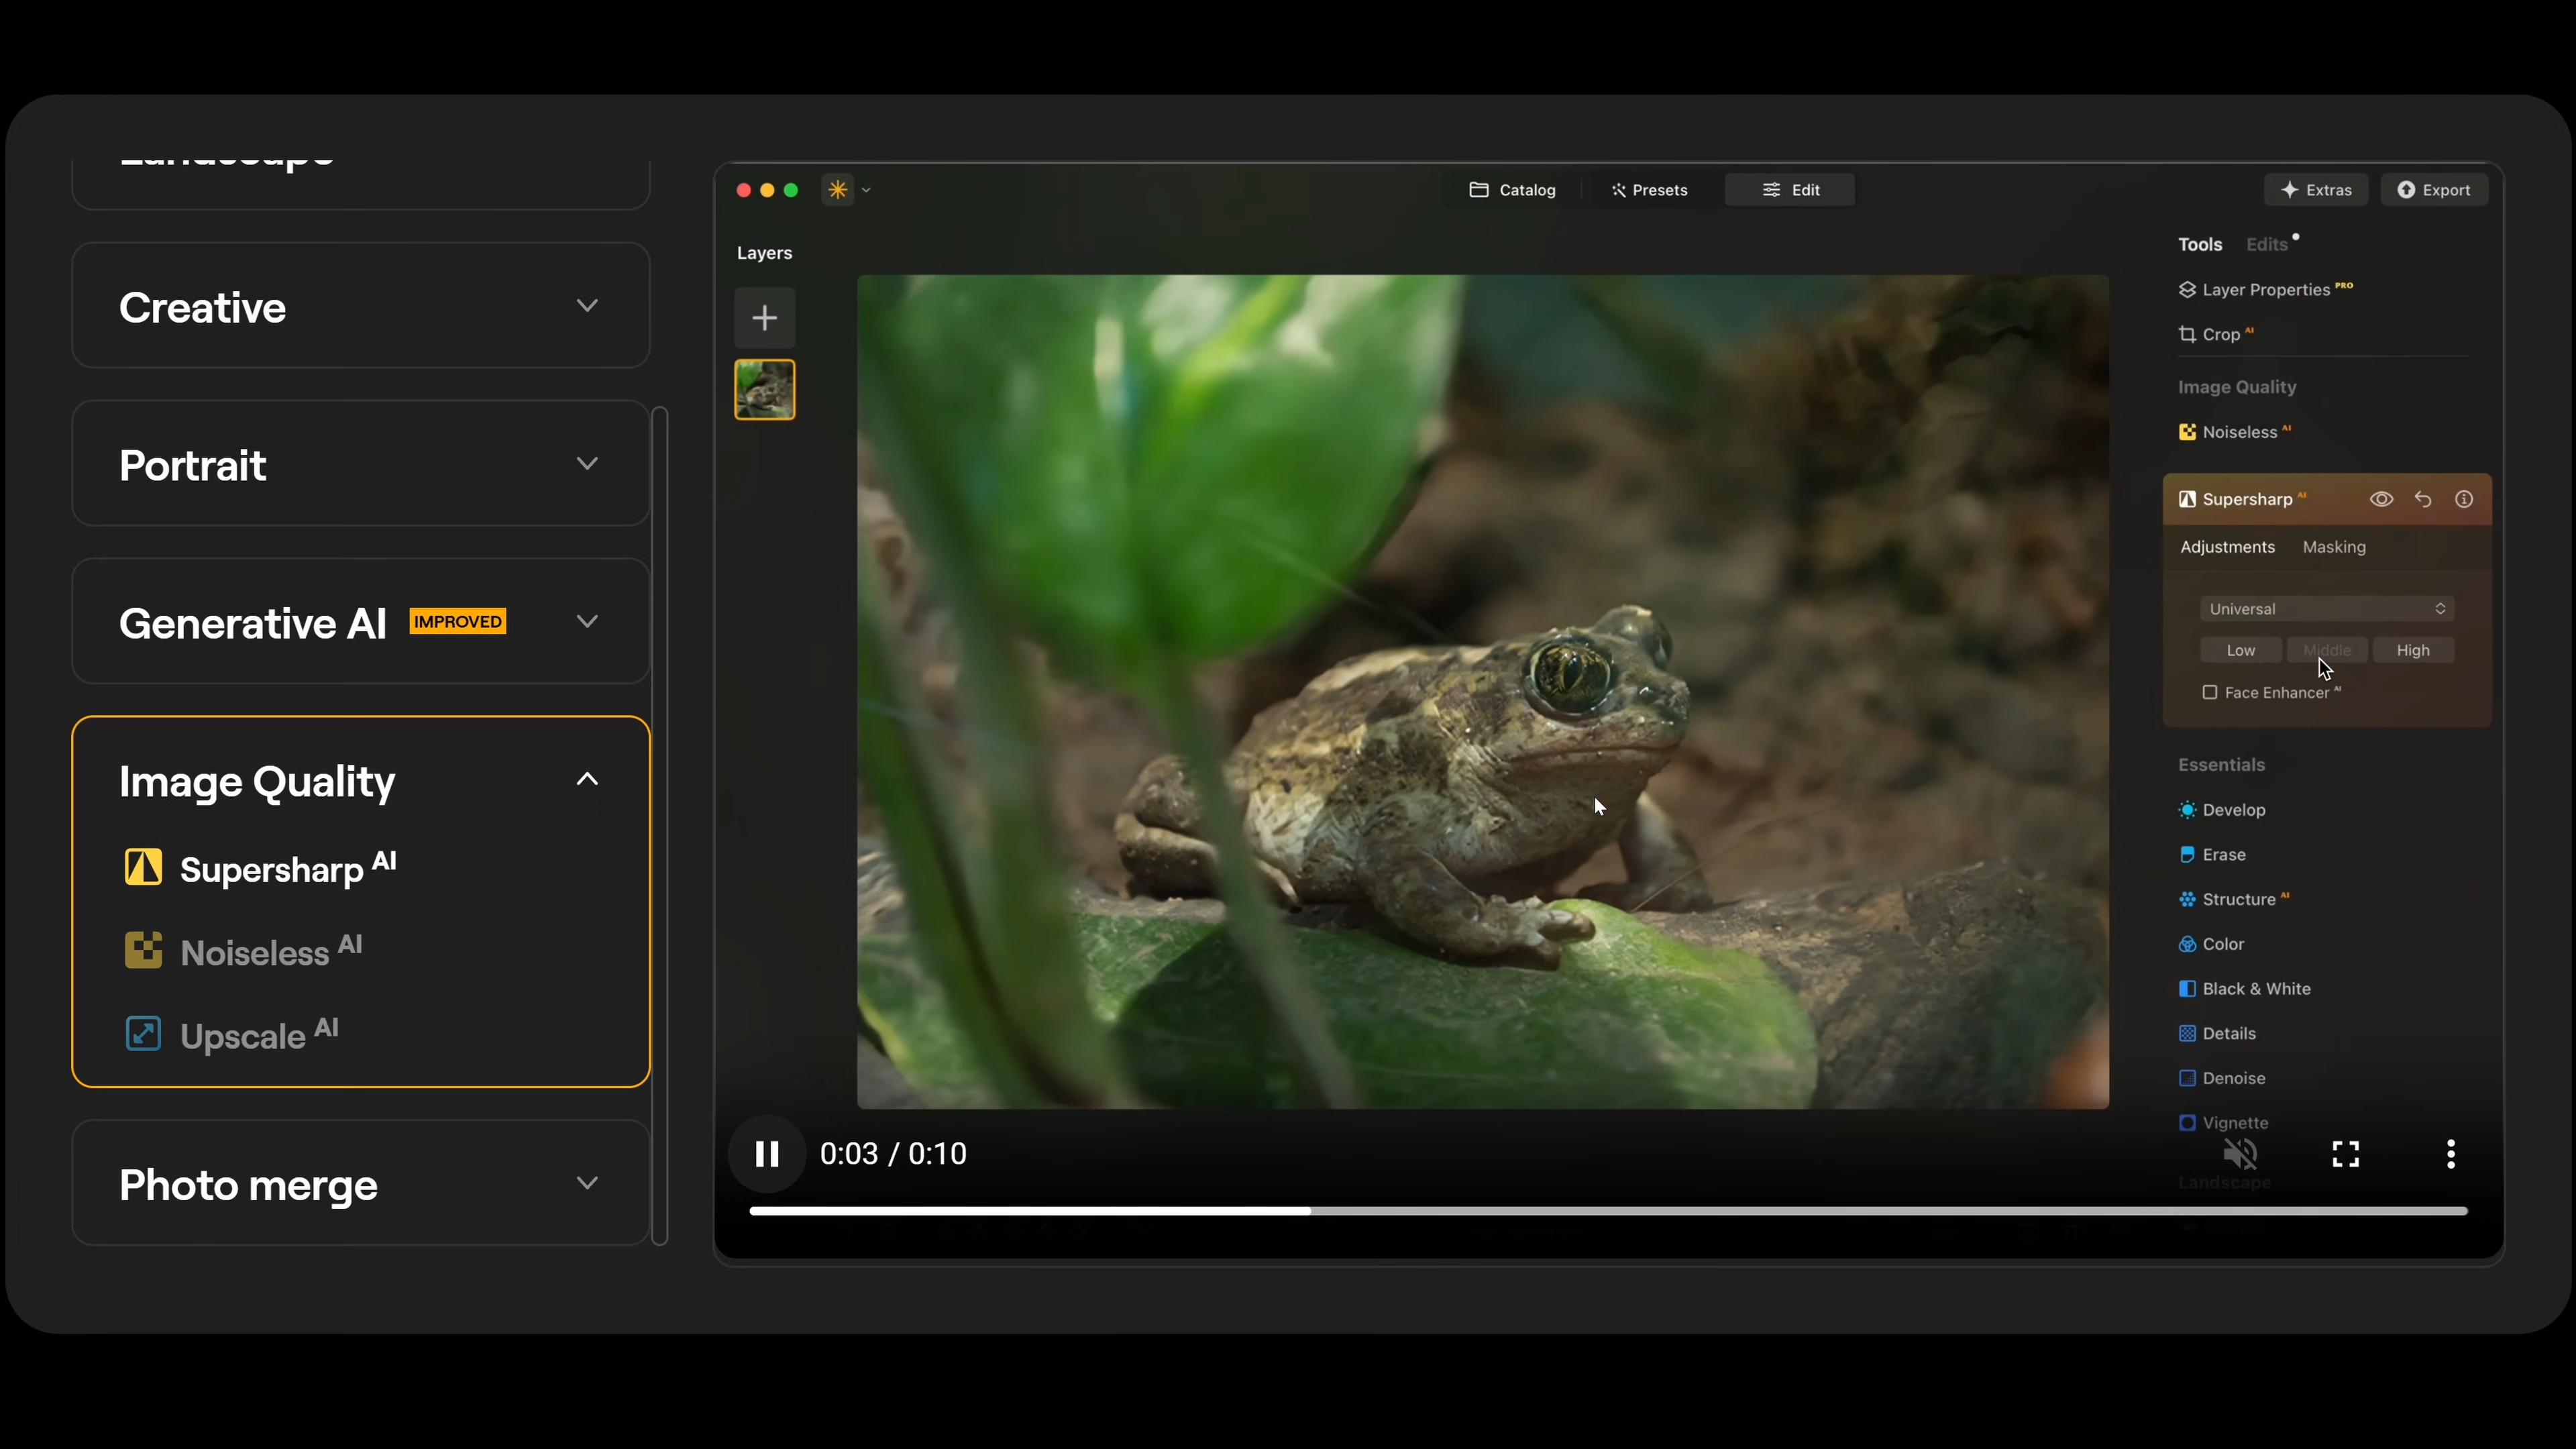 Landscape
Creative
Portrait
Generative AI IMPROVED
Image Quality
Supersharp AI
Noiseless AI
Upscale AI
Photo merge
Catalog
Presets
Edit
Extras
Export
Layers
Tools Edits
Layer Properties PRO
Crop AI
Image Quality
Noiseless AI
Supersharp AI
Adjustments Masking
Universal
Low Middle High
Face Enhancer AI
Essentials
Develop
Erase
Structure AI
Color
Black & White
Details
Denoise
Vignette
Landscape
0:03 / 0:10